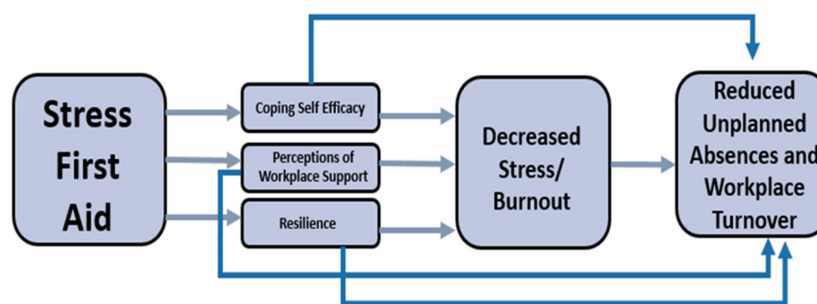 Stress
First
Aid
Coping Self Efficacy
Perceptions of
Workplace Support
Resilience
Decreased
Stress/
Burnout
Reduced
Unplanned
Absences and
Workplace
Turnover